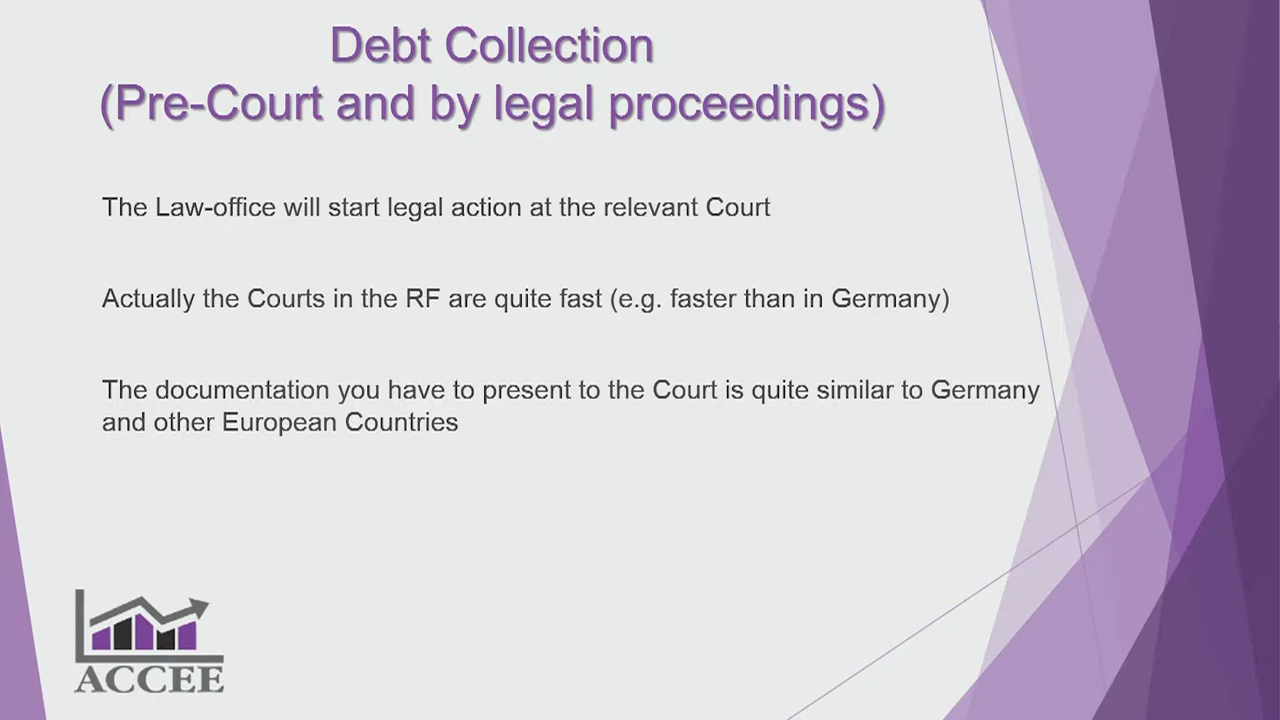 Debt Collection
(Pre-Court and by legal proceedings)
The Law-office will start legal action at the relevant Court
Actually the Courts in the RF are quite fast (e.g. faster than in Germany)
The documentation you have to present to the Court is quite similar to Germany
and other European Countries
ACCEE